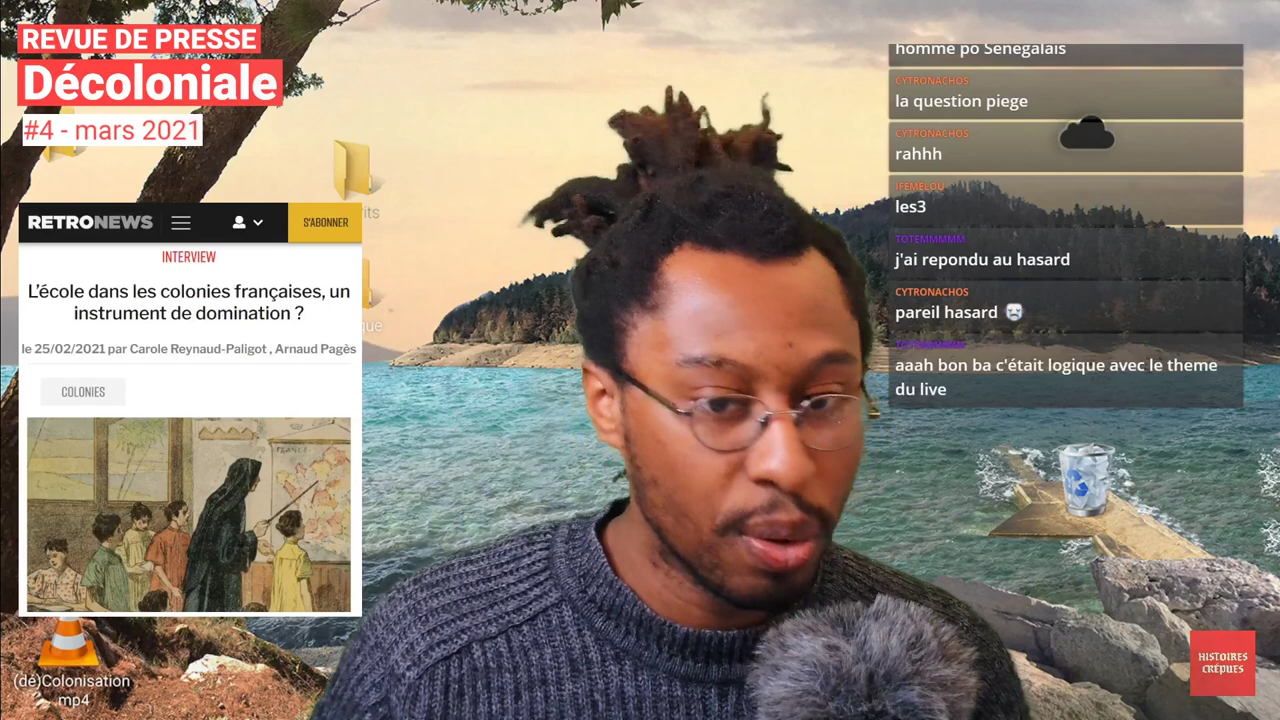 REVUE DE PRESSE
Décoloniale
#4 - mars 2021
RETRONEWS
S'ABONNER
INTERVIEW
L'école dans les colonies françaises, un
instrument de domination ?
le 25/02/2021 par Carole Reynaud-Paligot , Arnaud Pagès
COLONIES
FRANCE
(dé)Colonisation
mp4
homme po Senegalais
CYTRONACHOS
la question piege
CYTRONACHOS
rahhh
IFEMELOU
les3
TOTEMMMMM
j'ai repondu au hasard
CYTRONACHOS
pareil hasard
TOTEMMMMM
aaah bon ba c'était logique avec le theme
du live
HISTOIRES
CRÉPUES